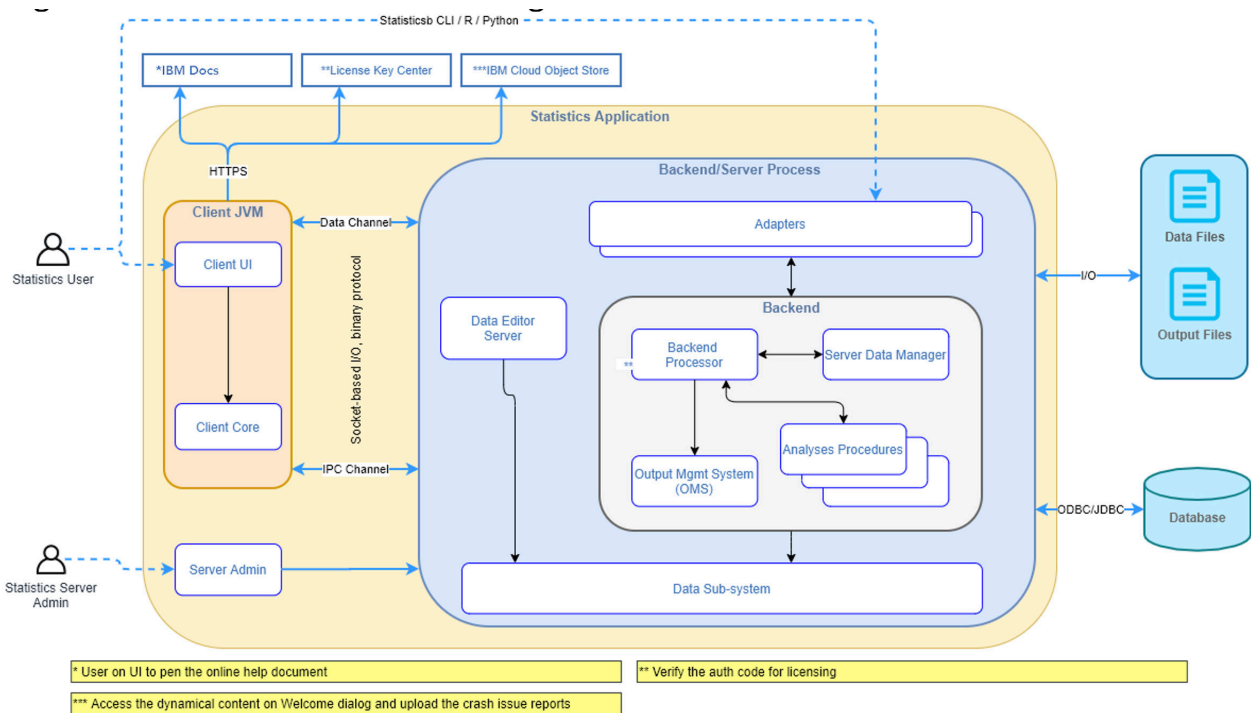 Statisticsb CLI / R / Python
*IBM Docs
**License Key Center
***IBM Cloud Object Store
Statistics Application
HTTPS
Backend/Server Process
Client JVM
Data Channel
Adapters
Client UI
Statistics User
Socket-based I/O, binary protocol
Data Files
I/O
Output Files
Backend
Data Editor
Server
Backend
Processor
**
Server Data Manager
Client Core
Analyses Procedures
IPC Channel
Output Mgmt System
(OMS)
ODBC/JDBC
Database
Server Admin
Statistics Server
Admin
Data Sub-system
* User on UI to pen the online help document
** Verify the auth code for licensing
*** Access the dynamical content on Welcome dialog and upload the crash issue reports